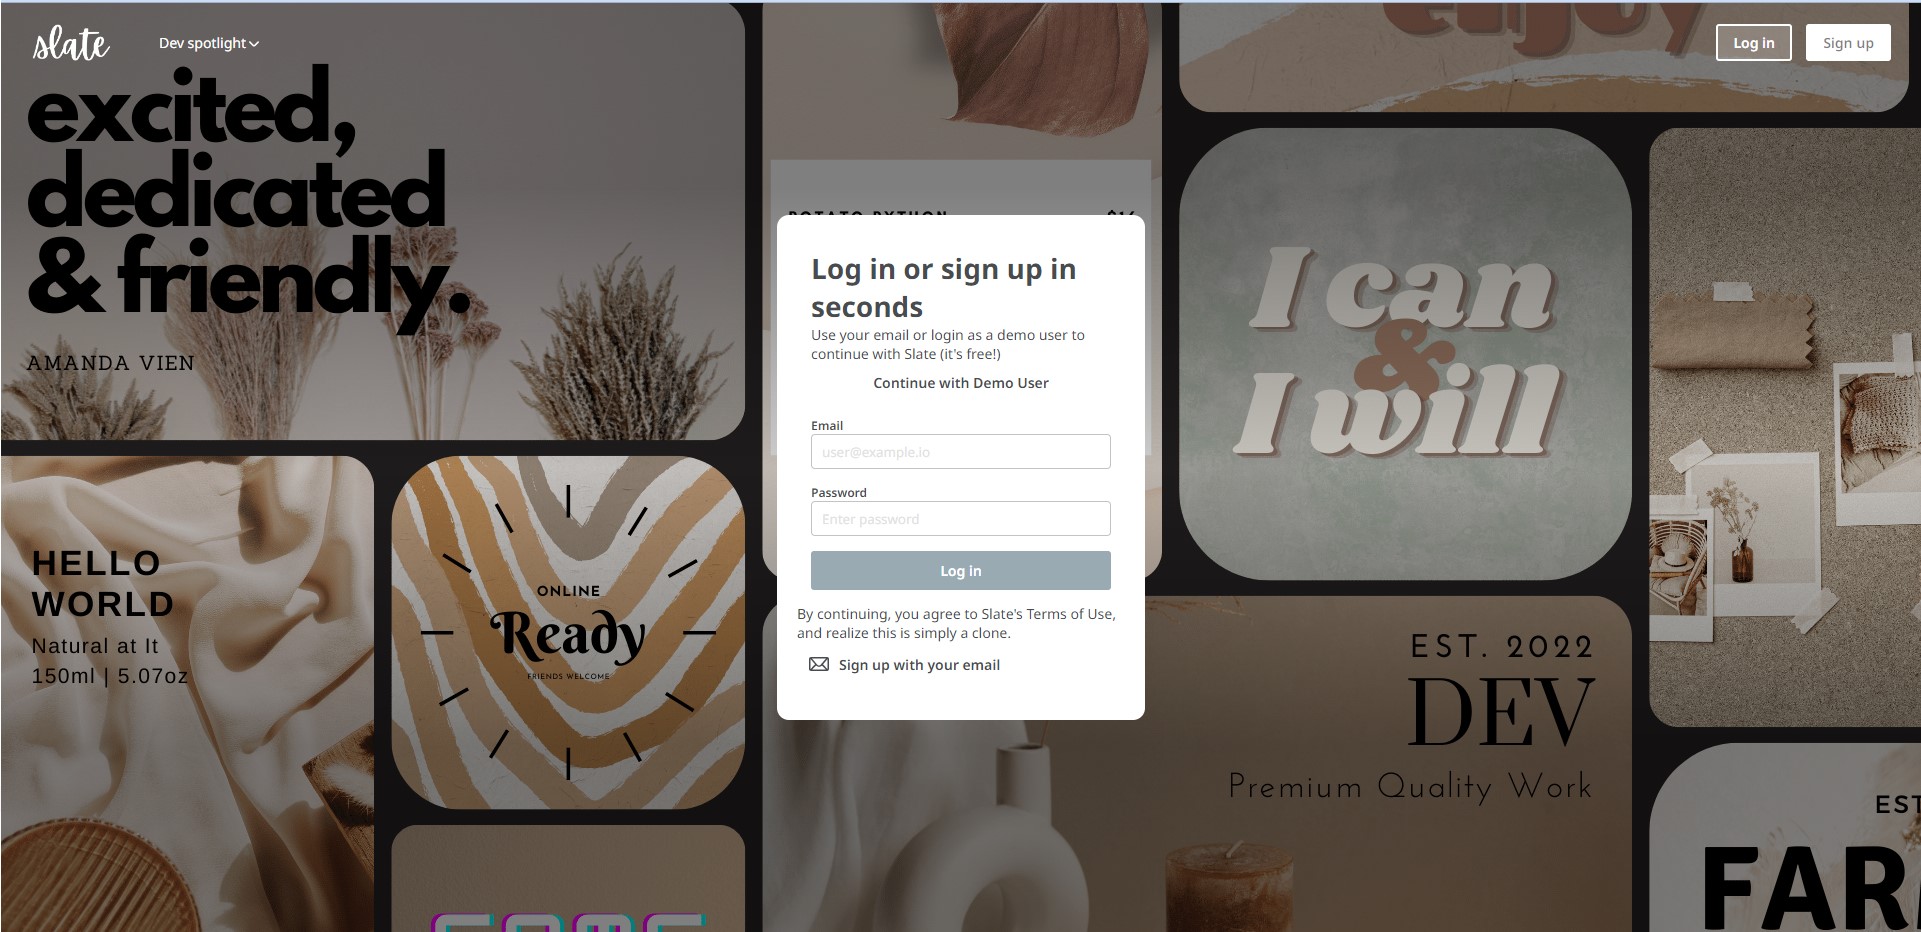 slate
Dev spotlight
Log in
Sign up
enjoy
excited,
dedicated
& friendly.
AMANDA VIEN
POTATO PYTHON
I can
&
I will
Log in or sign up in
seconds
Use your email or login as a demo user to
continue with Slate (it's free!)
Continue with Demo User
Email
user@example.io
Password
Enter password
Log in
By continuing, you agree to Slate's Terms of Use,
and realize this is simply a clone.
Sign up with your email
HELLO
WORLD
Natural at It
150ml | 5.07oz
ONLINE
Ready
FRIENDS WELCOME
EST. 2022
DEV
Premium Quality Work
EST
FAR